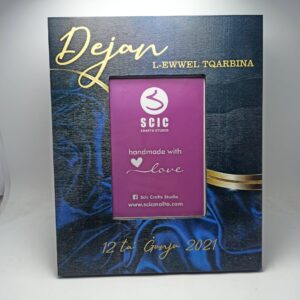 Dejan
L-EWWEL TQARBINA
SCIC
CRAFTS STUDIO
handmade with
love
Scic Crafts Studio
www.scicmalta.com
12 ta' Ġunju 2021